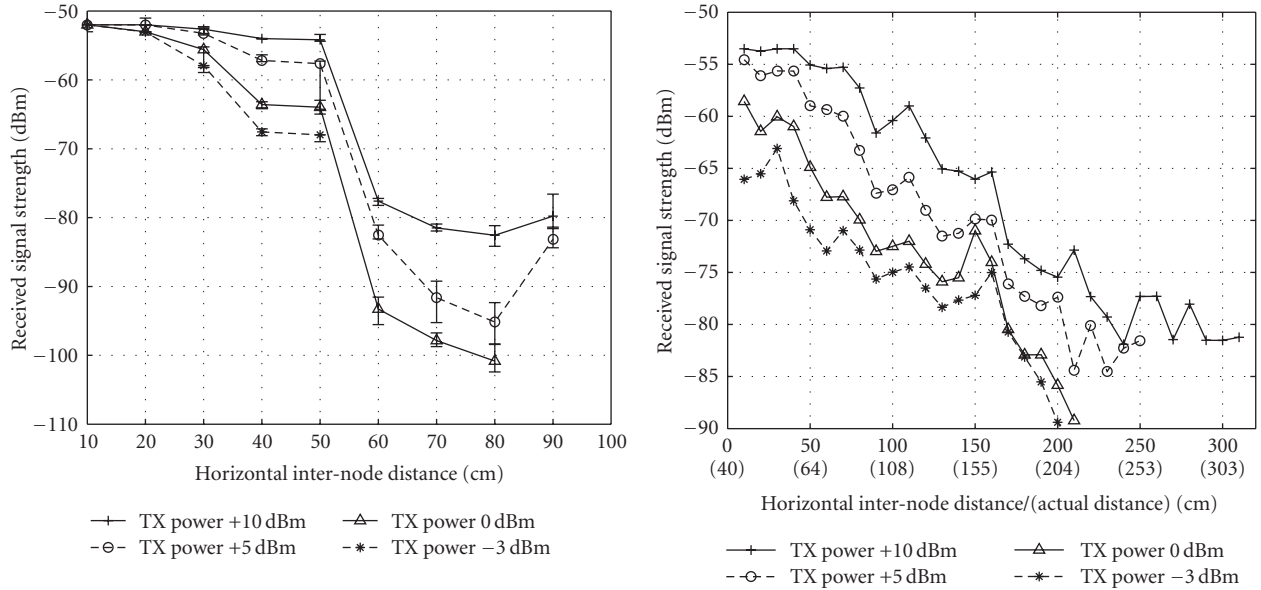 Received signal strength (dBm)
−50
−60
−70
−80
−90
−100
−110
10 20 30 40 50 60 70 80 90 100
Horizontal inter-node distance (cm)
TX power +10 dBm
TX power 0 dBm
TX power +5 dBm
TX power −3 dBm
Received signal strength (dBm)
−50
−55
−60
−65
−70
−75
−80
−85
−90
0 50 100 150 200 250 300
(40) (64) (108) (155) (204) (253) (303)
Horizontal inter-node distance/(actual distance) (cm)
TX power +10 dBm
TX power 0 dBm
TX power +5 dBm
TX power −3 dBm